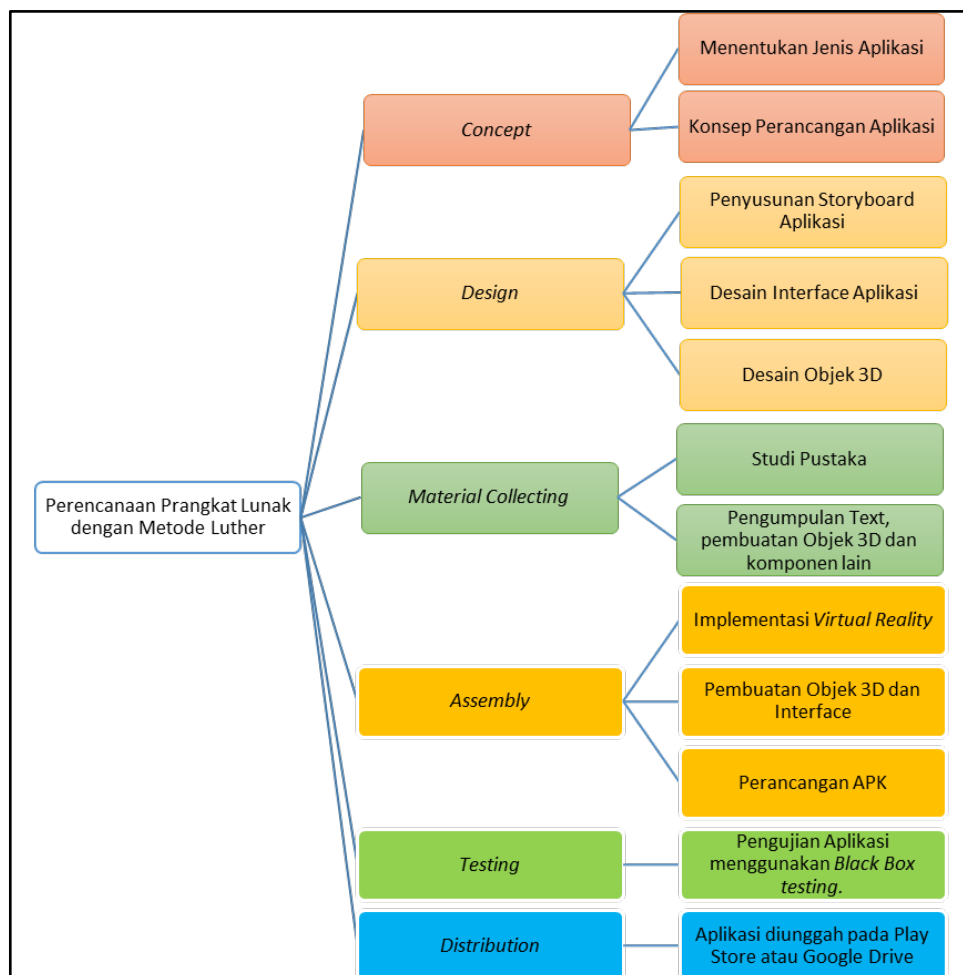 Perencanaan Prangkat Lunak
dengan Metode Luther
Concept
Menentukan Jenis Aplikasi
Konsep Perancangan Aplikasi
Design
Penyusunan Storyboard
Aplikasi
Desain Interface Aplikasi
Desain Objek 3D
Material Collecting
Studi Pustaka
Pengumpulan Text,
pembuatan Objek 3D dan
komponen lain
Assembly
Implementasi Virtual Reality
Pembuatan Objek 3D dan
Interface
Perancangan APK
Testing
Pengujian Aplikasi
menggunakan Black Box
testing.
Distribution
Aplikasi diunggah pada Play
Store atau Google Drive